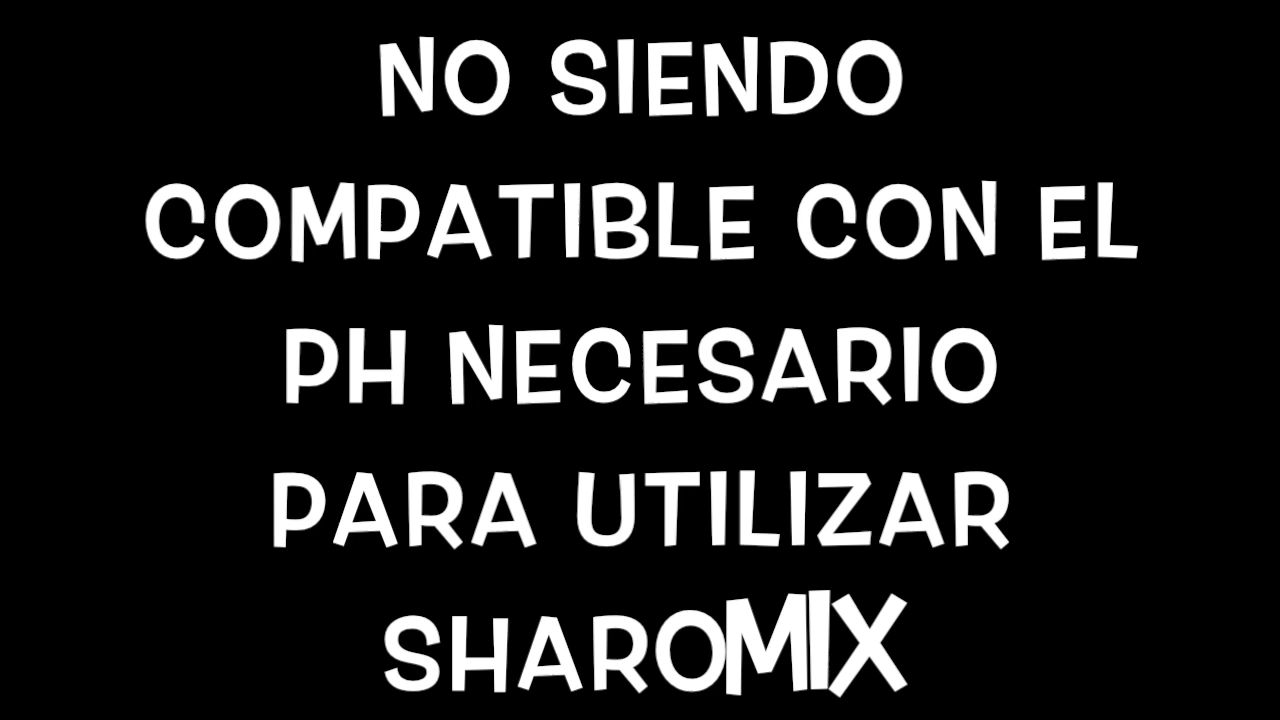 NO SIENDO
COMPATIBLE CON EL
PH NECESARIO
PARA UTILIZAR
SHAROMIX